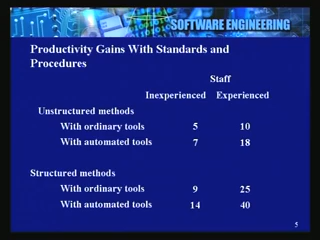 SOFTWARE ENGINEERING
Productivity Gains With Standards and
Procedures
Staff
Inexperienced Experienced
Unstructured methods
With ordinary tools 5 10
With automated tools 7 18
Structured methods
With ordinary tools 9 25
With automated tools 14 40
5